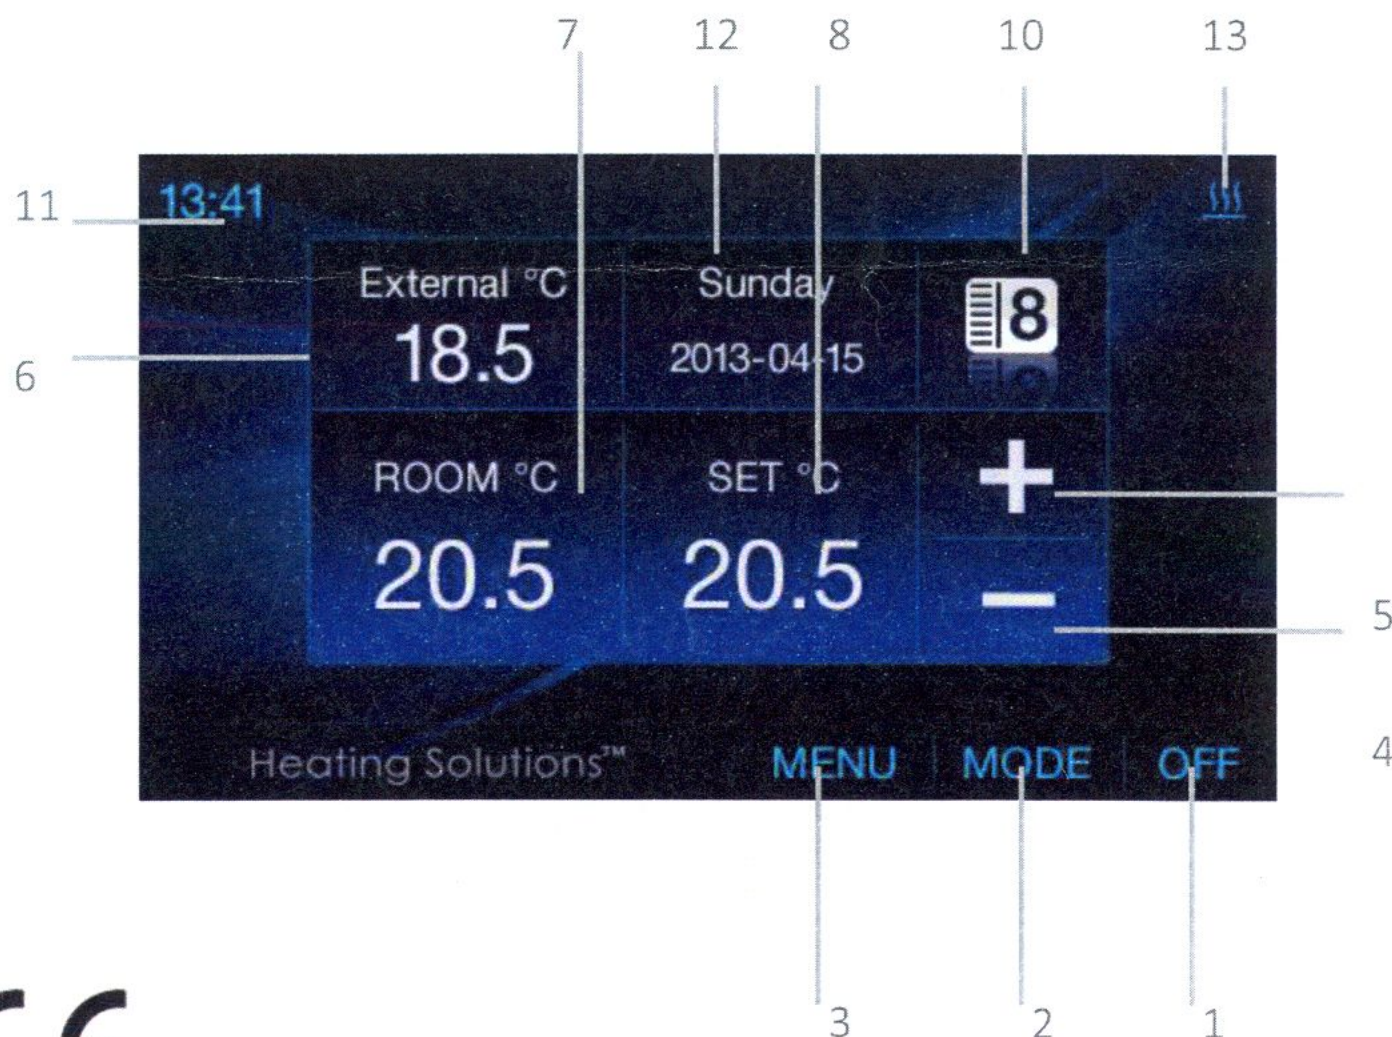 7 12 8 10 13
11
13:41
External °C
18.5
Sunday
2013-04-15
8
6
ROOM °C
20.5
SET °C
20.5
+
−
5
4
Heating Solutions™
MENU
MODE
OFF
3 2 1